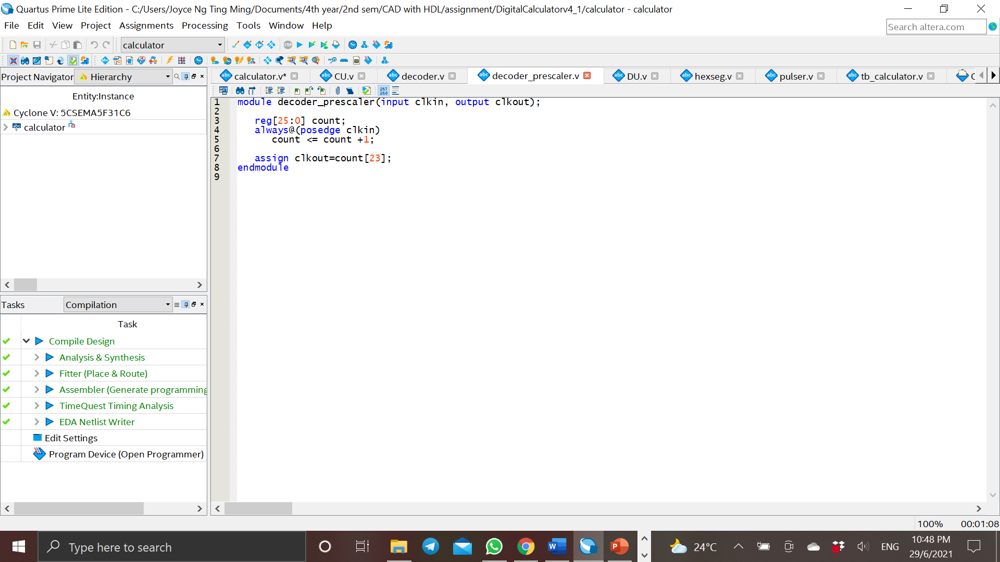 Quartus Prime Lite Edition - C:/Users/Joyce Ng Ting Ming/Documents/4th year/2nd sem/CAD with HDL/assignment/DigitalCalculatorv4_1/calculator - calculator
File Edit View Project Assignments Processing Tools Window Help
Search altera.com
calculator
Project Navigator Hierarchy
calculator.v* CU.v decoder.v decoder_prescaler.v DU.v hexseg.v pulser.v tb_calculator.v
Entity:Instance
Cyclone V: 5CSEMA5F31C6
calculator
267
268
1 module decoder_prescaler(input clkin, output clkout);
2
3 reg[25:0] count;
4 always@(posedge clkin)
5 count <= count +1;
6
7 assign clkout=count[23];
8 endmodule
9
Tasks Compilation
Task
Compile Design
Analysis & Synthesis
Fitter (Place & Route)
Assembler (Generate programming
TimeQuest Timing Analysis
EDA Netlist Writer
Edit Settings
Program Device (Open Programmer)
100% 00:01:08
Type here to search
24°C
ENG
10:48 PM
29/6/2021